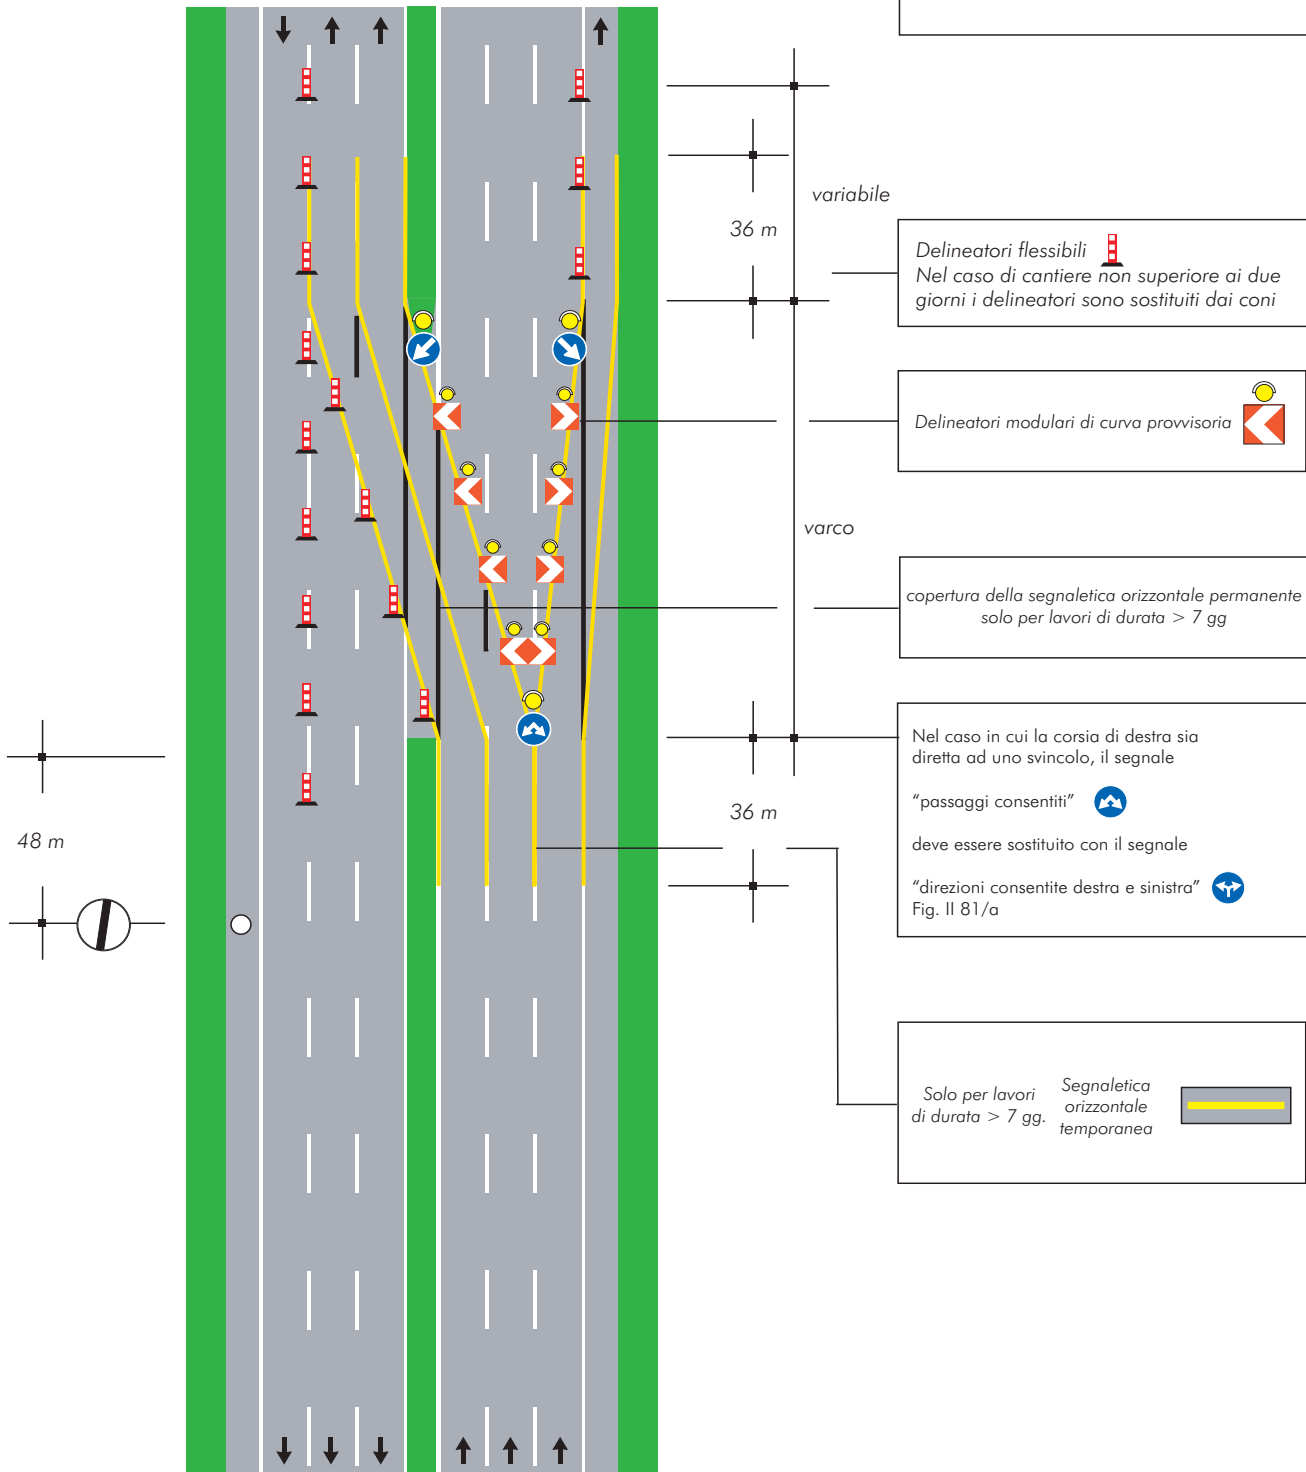 variabile
36 m
Delineatori flessibili
Nel caso di cantiere non superiore ai due
giorni i delineatori sono sostituiti dai coni
Delineatori modulari di curva provvisoria
varco
copertura della segnaletica orizzontale permanente
solo per lavori di durata > 7 gg
Nel caso in cui la corsia di destra sia
diretta ad uno svincolo, il segnale
“passaggi consentiti”
deve essere sostituito con il segnale
“direzioni consentite destra e sinistra”
Fig. II 81/a
36 m
48 m
Solo per lavori
di durata > 7 gg.
Segnaletica
orizzontale
temporanea